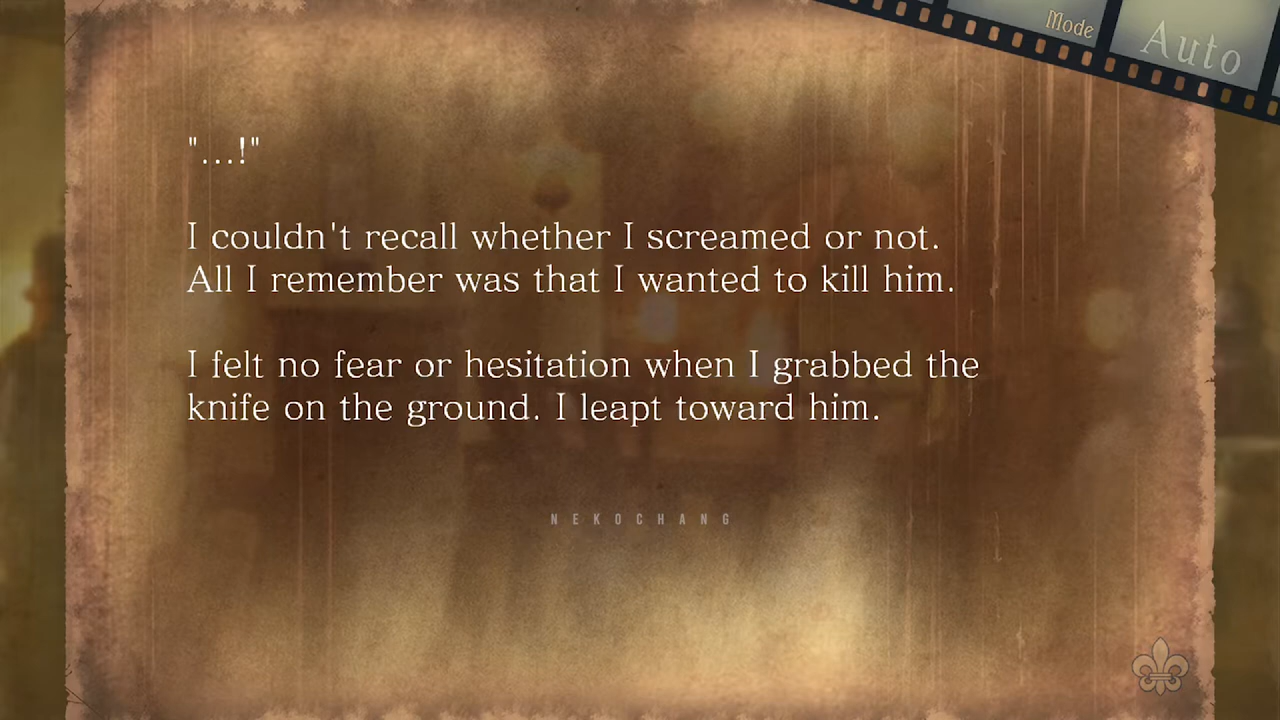 Mode
Auto
"...!"
I couldn't recall whether I screamed or not.
All I remember was that I wanted to kill him.
I felt no fear or hesitation when I grabbed the
knife on the ground. I leapt toward him.
NEKOCHANG